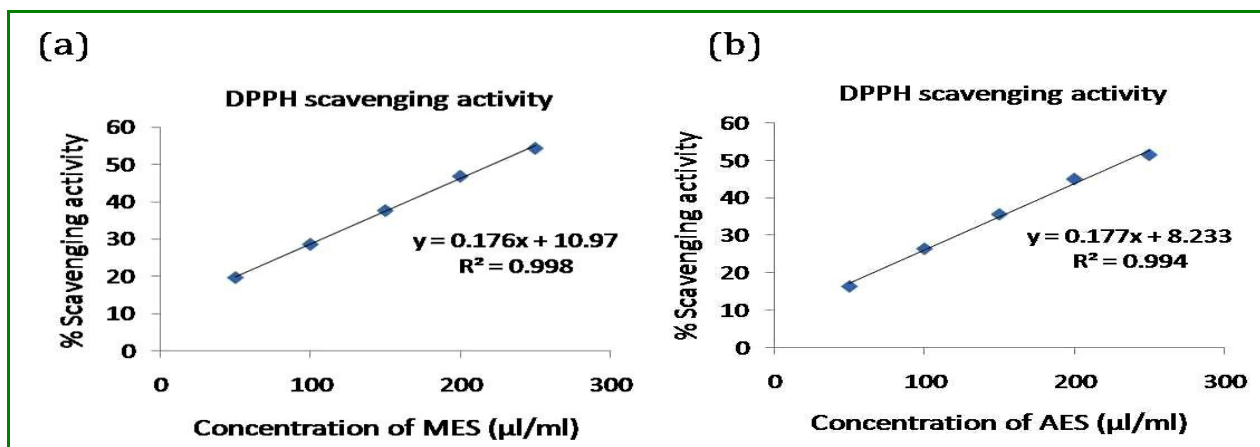 (a)
DPPH scavenging activity
% Scavenging activity
60
50
40
30
20
10
0
0 100 200 300
y = 0.176x + 10.97
R² = 0.998
Concentration of MES (µl/ml)
(b)
DPPH scavenging activity
% Scavenging activity
60
50
40
30
20
10
0
0 100 200 300
y = 0.177x + 8.233
R² = 0.994
Concentration of AES (µl/ml)